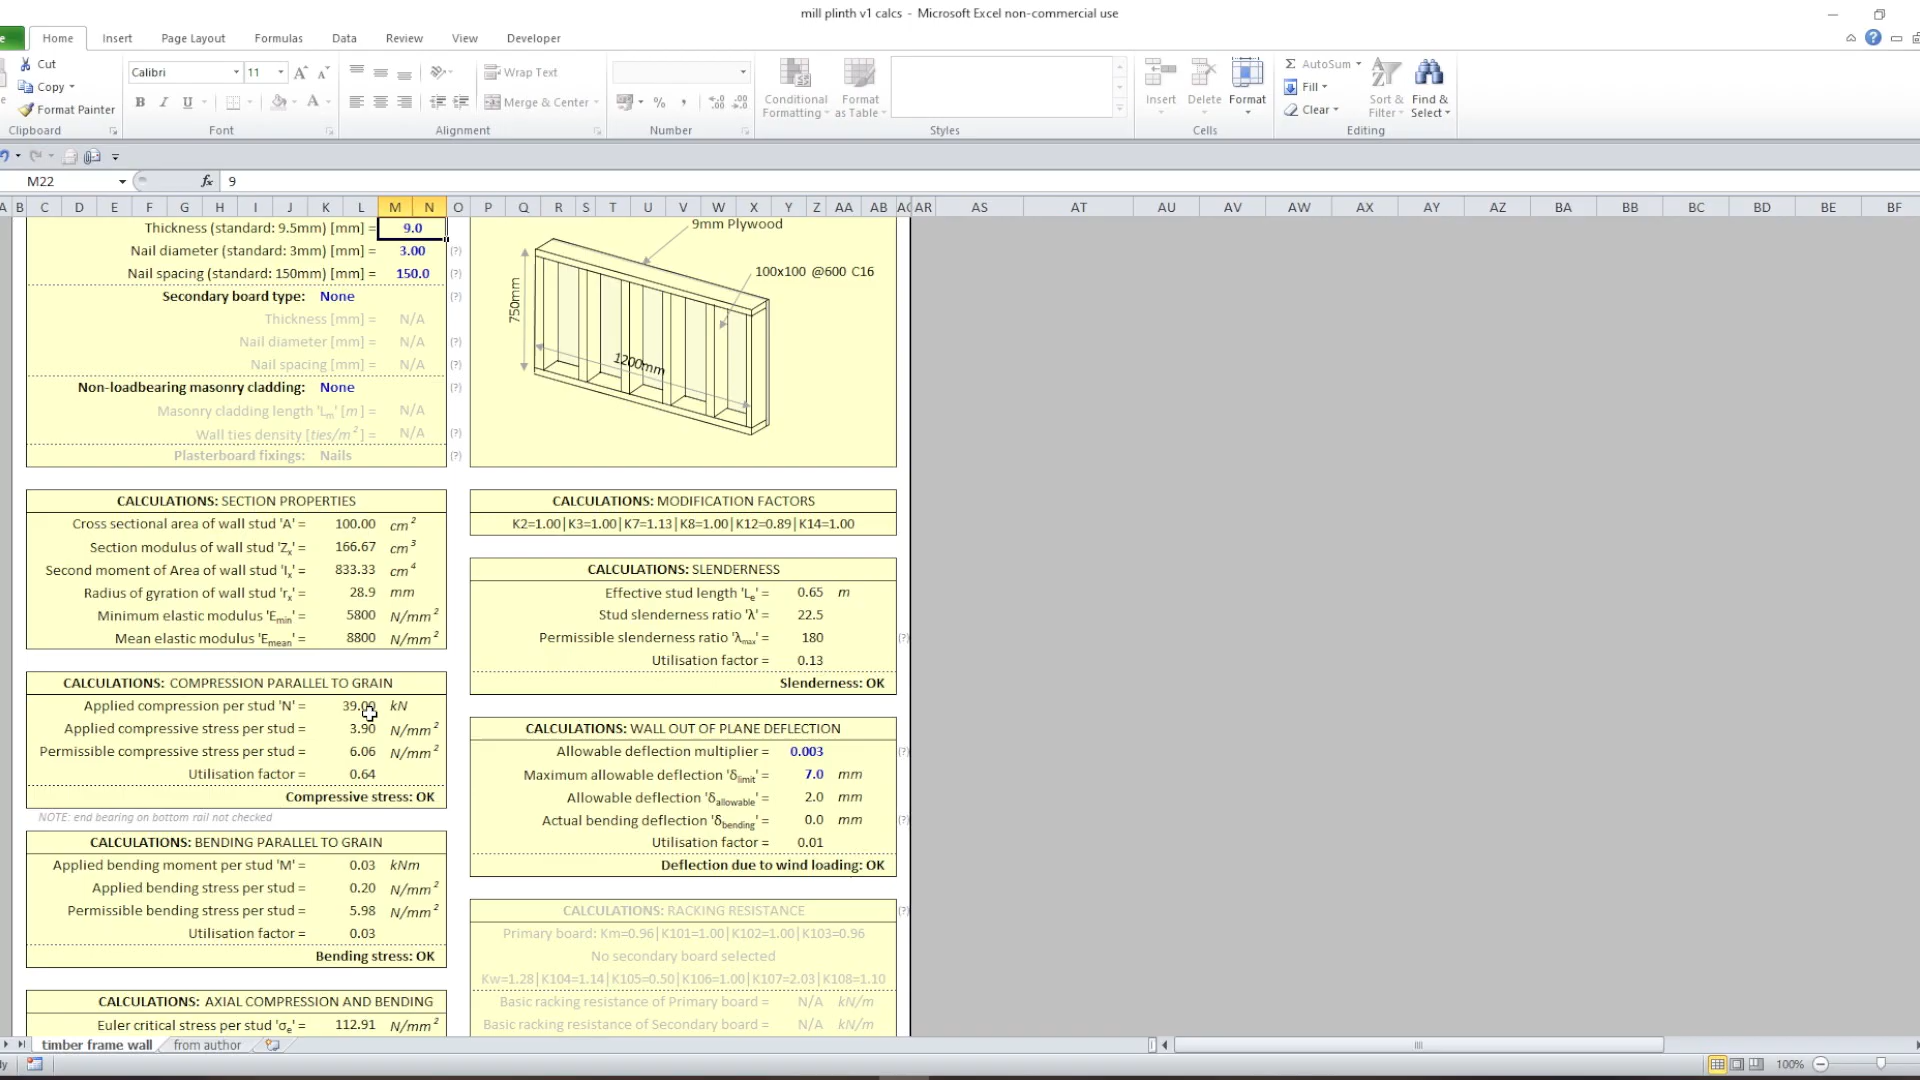 mill plinth v1 calcs - Microsoft Excel non-commercial use
Home Insert Page Layout Formulas Data Review View Developer
Cut
Copy
Format Painter
Clipboard
Calibri 11
B I U
Font
Wrap Text
Merge & Center
Alignment
Number
Conditional Formatting
Format as Table
Styles
Insert Delete Format
Cells
AutoSum
Fill
Clear
Sort & Filter
Find & Select
Editing
M22 fx 9
A B C D E F G H I J K L M N O P Q R S T U V W X Y Z AA AB AR AS AT AU AV AW AX AY AZ BA BB BC BD BE BF
Thickness (standard: 9.5mm) [mm] = 9.0
Nail diameter (standard: 3mm) [mm] = 3.00 (?)
Nail spacing (standard: 150mm) [mm] = 150.0 (?)
Secondary board type: None (?)
Thickness [mm] = N/A
Nail diameter [mm] = N/A (?)
Nail spacing [mm] = N/A (?)
Non-loadbearing masonry cladding: None (?)
Masonry cladding length 'Lm' [m] = N/A
Wall ties density [ties/m²] = N/A (?)
Plasterboard fixings: Nails (?)
9mm Plywood
100x100 @600 C16
750mm
1200mm
CALCULATIONS: SECTION PROPERTIES
Cross sectional area of wall stud 'A' = 100.00 cm²
Section modulus of wall stud 'Zx' = 166.67 cm³
Second moment of Area of wall stud 'Ix' = 833.33 cm⁴
Radius of gyration of wall stud 'rx' = 28.9 mm
Minimum elastic modulus 'Emin' = 5800 N/mm²
Mean elastic modulus 'Emean' = 8800 N/mm²
CALCULATIONS: COMPRESSION PARALLEL TO GRAIN
Applied compression per stud 'N' = 39.00 kN
Applied compressive stress per stud = 3.90 N/mm²
Permissible compressive stress per stud = 6.06 N/mm²
Utilisation factor = 0.64
Compressive stress: OK
NOTE: end bearing on bottom rail not checked
CALCULATIONS: BENDING PARALLEL TO GRAIN
Applied bending moment per stud 'M' = 0.03 kNm
Applied bending stress per stud = 0.20 N/mm²
Permissible bending stress per stud = 5.98 N/mm²
Utilisation factor = 0.03
Bending stress: OK
CALCULATIONS: AXIAL COMPRESSION AND BENDING
Euler critical stress per stud 'σe' = 112.91 N/mm²
CALCULATIONS: MODIFICATION FACTORS
K2=1.00|K3=1.00|K7=1.13|K8=1.00|K12=0.89|K14=1.00
CALCULATIONS: SLENDERNESS
Effective stud length 'Le' = 0.65 m
Stud slenderness ratio 'λ' = 22.5
Permissible slenderness ratio 'λmax' = 180 (?)
Utilisation factor = 0.13
Slenderness: OK
CALCULATIONS: WALL OUT OF PLANE DEFLECTION
Allowable deflection multiplier = 0.003 (?)
Maximum allowable deflection 'δlimit' = 7.0 mm
Allowable deflection 'δallowable' = 2.0 mm
Actual bending deflection 'δbending' = 0.0 mm (?)
Utilisation factor = 0.01
Deflection due to wind loading: OK
CALCULATIONS: RACKING RESISTANCE (?)
Primary board: Km=0.96|K101=1.00|K102=1.00|K103=0.96
No secondary board selected
Kw=1.28|K104=1.14|K105=0.50|K106=1.00|K107=2.03|K108=1.10
Basic racking resistance of Primary board = N/A kN/m
Basic racking resistance of Secondary board = N/A kN/m
timber frame wall from author
100%